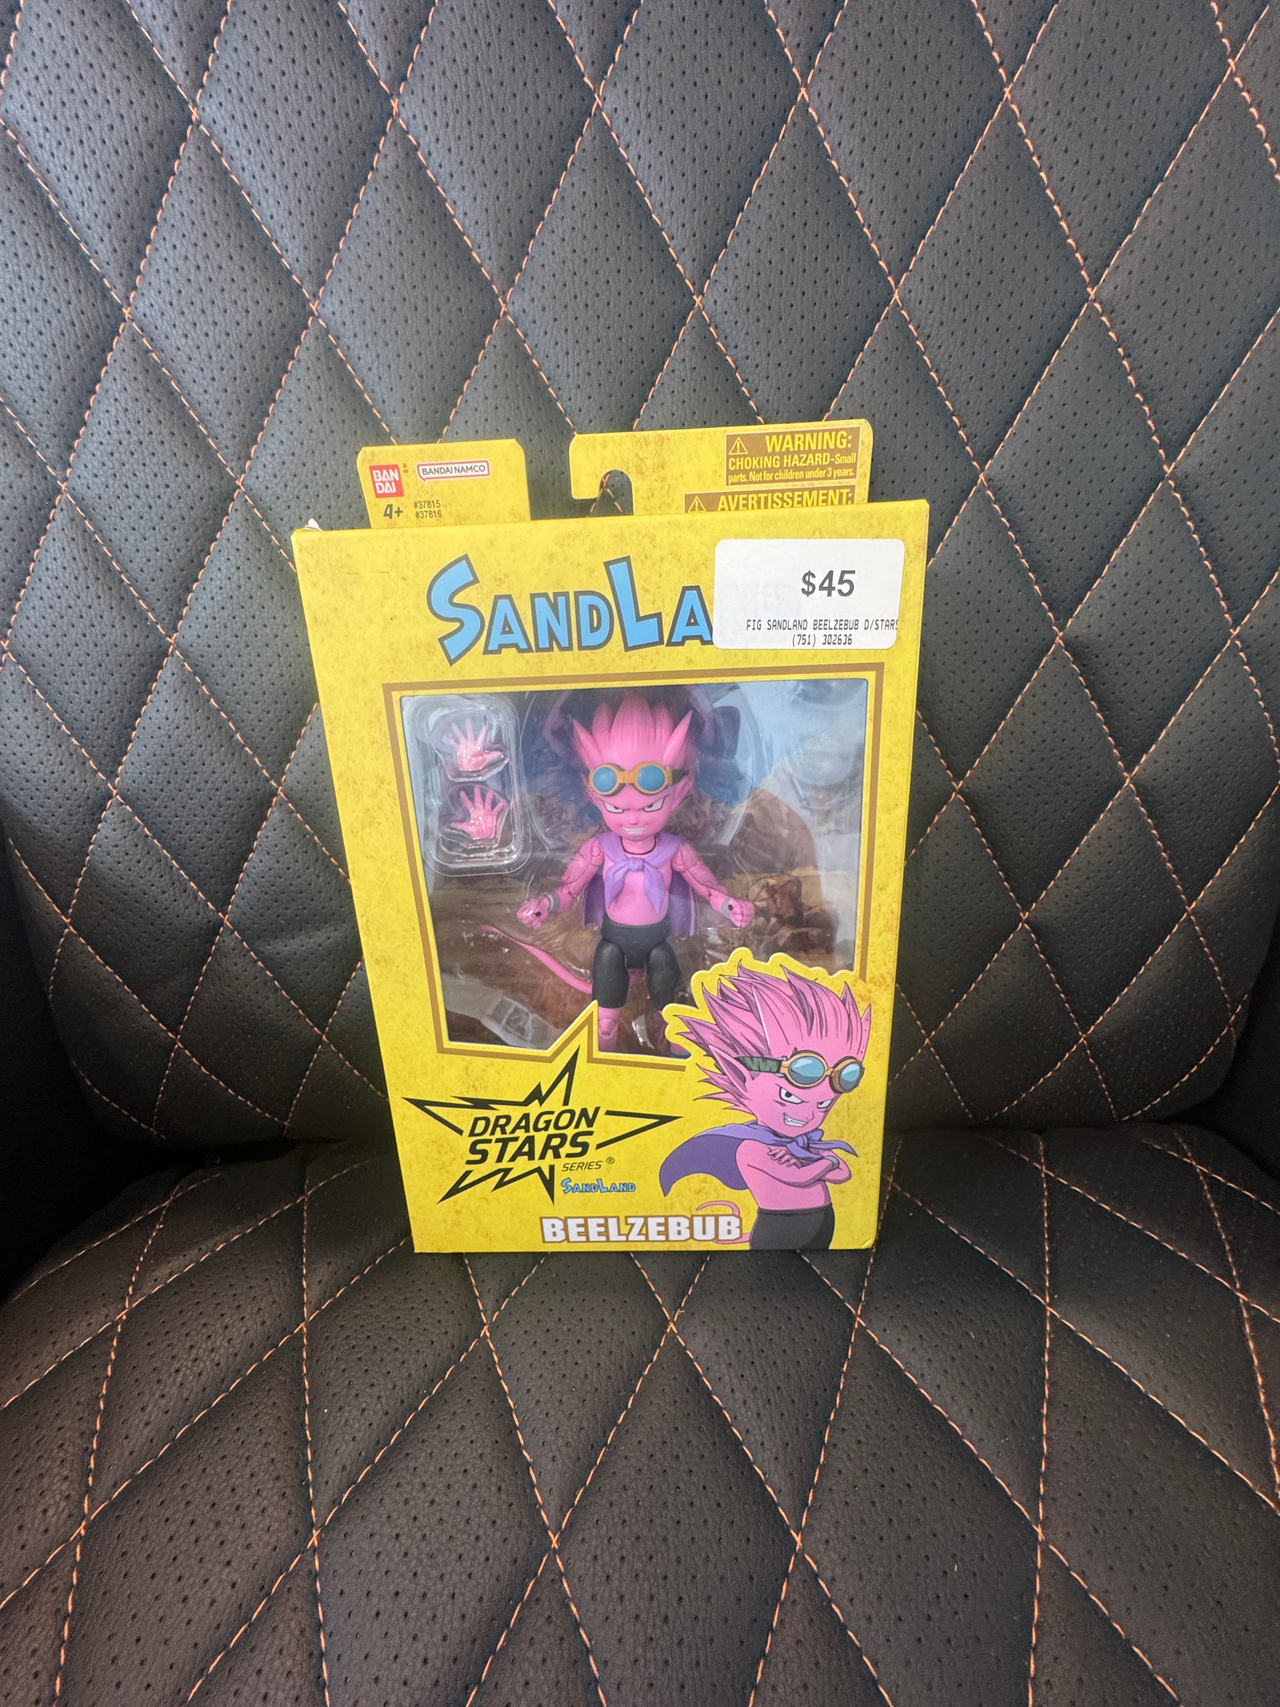 BAN
DAI
BANDAI NAMCO
4+
#37815
#37816
WARNING:
CHOKING HAZARD-Small
parts. Not for children under 3 years.
AVERTISSEMENT:
SANDLA
$45
FIG SANDLAND BEELZEBUB D/STARS
(751) 302636
DRAGON
STARS
SERIES®
SANDLAND
BEELZEBUB